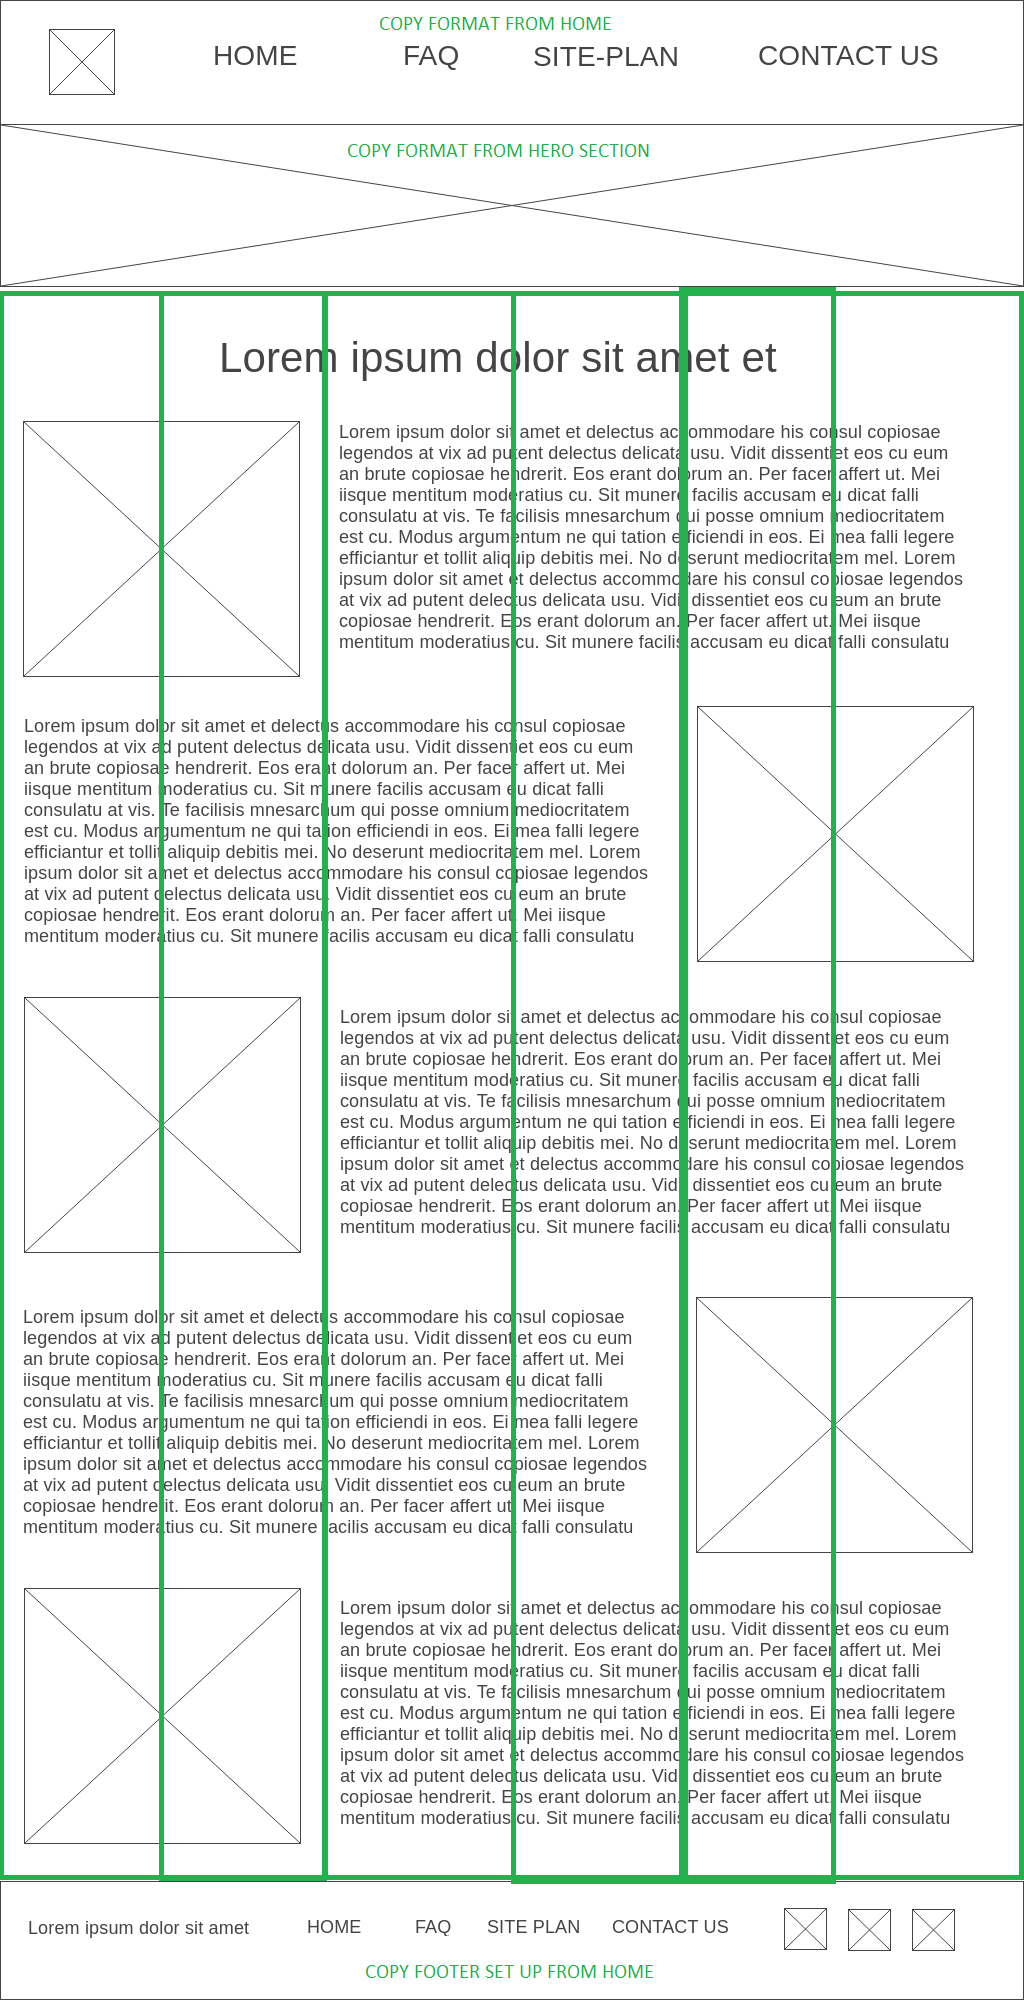 COPY FORMAT FROM HOME
HOME FAQ SITE-PLAN CONTACT US
COPY FORMAT FROM HERO SECTION
Lorem ipsum dolor sit amet et
Lorem ipsum dolor sit amet et delectus accommodare his consul copiosae
legendos at vix ad putent delectus delicata usu. Vidit dissentiet eos cu eum
an brute copiosae hendrerit. Eos erant dolorum an. Per facer affert ut. Mei
iisque mentitum moderatius cu. Sit munere facilis accusam eu dicat falli
consulatu at vis. Te facilisis mnesarchum qui posse omnium mediocritatem
est cu. Modus argumentum ne qui tation efficiendi in eos. Ei mea falli legere
efficiantur et tollit aliquip debitis mei. No deserunt mediocritatem mel. Lorem
ipsum dolor sit amet et delectus accommodare his consul copiosae legendos
at vix ad putent delectus delicata usu. Vidit dissentiet eos cu eum an brute
copiosae hendrerit. Eos erant dolorum an. Per facer affert ut. Mei iisque
mentitum moderatius cu. Sit munere facilis accusam eu dicat falli consulatu
Lorem ipsum dolor sit amet et delectus accommodare his consul copiosae
legendos at vix ad putent delectus delicata usu. Vidit dissentiet eos cu eum
an brute copiosae hendrerit. Eos erant dolorum an. Per facer affert ut. Mei
iisque mentitum moderatius cu. Sit munere facilis accusam eu dicat falli
consulatu at vis. Te facilisis mnesarchum qui posse omnium mediocritatem
est cu. Modus argumentum ne qui tation efficiendi in eos. Ei mea falli legere
efficiantur et tollit aliquip debitis mei. No deserunt mediocritatem mel. Lorem
ipsum dolor sit amet et delectus accommodare his consul copiosae legendos
at vix ad putent delectus delicata usu. Vidit dissentiet eos cu eum an brute
copiosae hendrerit. Eos erant dolorum an. Per facer affert ut. Mei iisque
mentitum moderatius cu. Sit munere facilis accusam eu dicat falli consulatu
Lorem ipsum dolor sit amet et delectus accommodare his consul copiosae
legendos at vix ad putent delectus delicata usu. Vidit dissentiet eos cu eum
an brute copiosae hendrerit. Eos erant dolorum an. Per facer affert ut. Mei
iisque mentitum moderatius cu. Sit munere facilis accusam eu dicat falli
consulatu at vis. Te facilisis mnesarchum qui posse omnium mediocritatem
est cu. Modus argumentum ne qui tation efficiendi in eos. Ei mea falli legere
efficiantur et tollit aliquip debitis mei. No deserunt mediocritatem mel. Lorem
ipsum dolor sit amet et delectus accommodare his consul copiosae legendos
at vix ad putent delectus delicata usu. Vidit dissentiet eos cu eum an brute
copiosae hendrerit. Eos erant dolorum an. Per facer affert ut. Mei iisque
mentitum moderatius cu. Sit munere facilis accusam eu dicat falli consulatu
Lorem ipsum dolor sit amet et delectus accommodare his consul copiosae
legendos at vix ad putent delectus delicata usu. Vidit dissentiet eos cu eum
an brute copiosae hendrerit. Eos erant dolorum an. Per facer affert ut. Mei
iisque mentitum moderatius cu. Sit munere facilis accusam eu dicat falli
consulatu at vis. Te facilisis mnesarchum qui posse omnium mediocritatem
est cu. Modus argumentum ne qui tation efficiendi in eos. Ei mea falli legere
efficiantur et tollit aliquip debitis mei. No deserunt mediocritatem mel. Lorem
ipsum dolor sit amet et delectus accommodare his consul copiosae legendos
at vix ad putent delectus delicata usu. Vidit dissentiet eos cu eum an brute
copiosae hendrerit. Eos erant dolorum an. Per facer affert ut. Mei iisque
mentitum moderatius cu. Sit munere facilis accusam eu dicat falli consulatu
Lorem ipsum dolor sit amet et delectus accommodare his consul copiosae
legendos at vix ad putent delectus delicata usu. Vidit dissentiet eos cu eum
an brute copiosae hendrerit. Eos erant dolorum an. Per facer affert ut. Mei
iisque mentitum moderatius cu. Sit munere facilis accusam eu dicat falli
consulatu at vis. Te facilisis mnesarchum qui posse omnium mediocritatem
est cu. Modus argumentum ne qui tation efficiendi in eos. Ei mea falli legere
efficiantur et tollit aliquip debitis mei. No deserunt mediocritatem mel. Lorem
ipsum dolor sit amet et delectus accommodare his consul copiosae legendos
at vix ad putent delectus delicata usu. Vidit dissentiet eos cu eum an brute
copiosae hendrerit. Eos erant dolorum an. Per facer affert ut. Mei iisque
mentitum moderatius cu. Sit munere facilis accusam eu dicat falli consulatu
Lorem ipsum dolor sit amet HOME FAQ SITE PLAN CONTACT US
COPY FOOTER SET UP FROM HOME